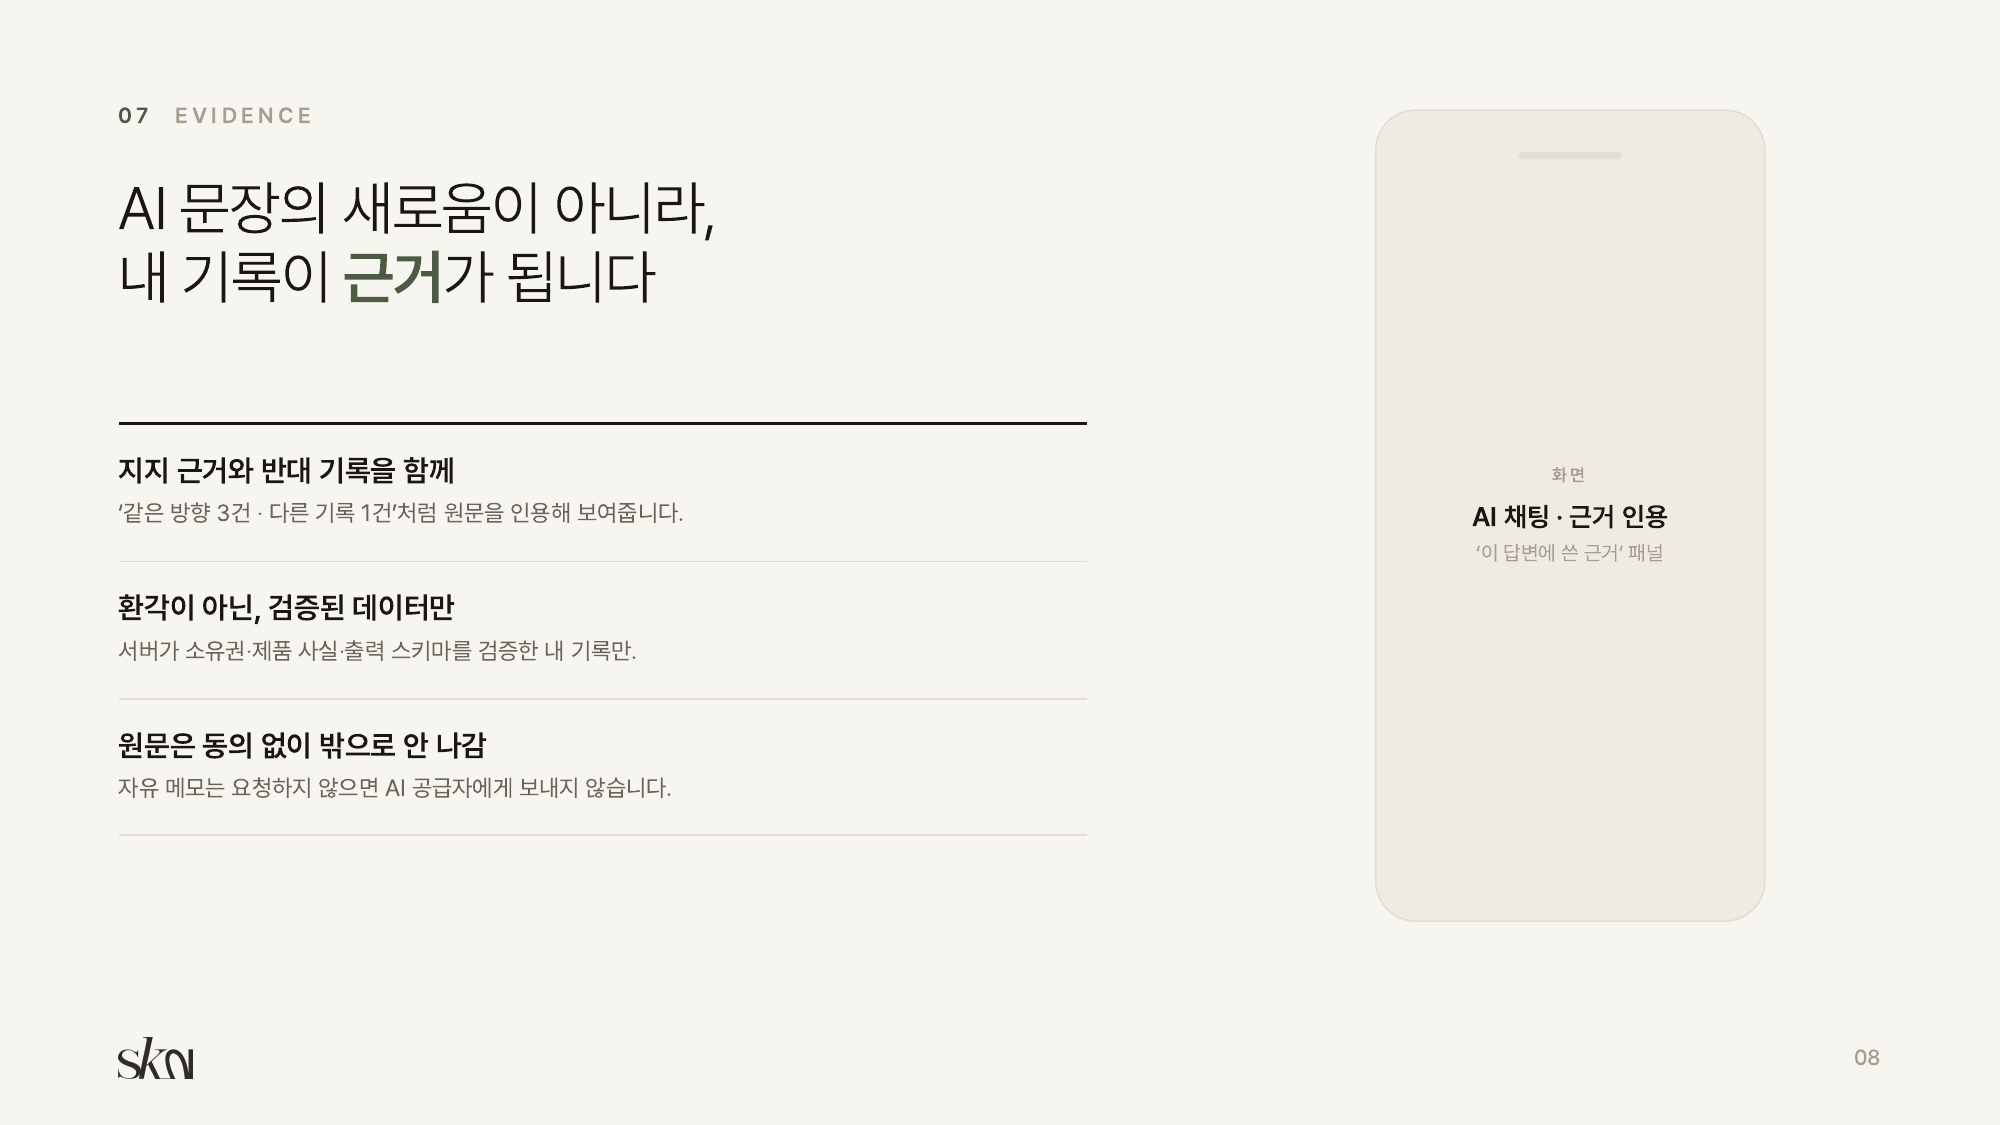 07 EVIDENCE
AI 문장의 새로움이 아니라,
내 기록이 근거가 됩니다
지지 근거와 반대 기록을 함께
‘같은 방향 3건 · 다른 기록 1건’처럼 원문을 인용해 보여줍니다.
환각이 아닌, 검증된 데이터만
서버가 소유권·제품 사실·출력 스키마를 검증한 내 기록만.
원문은 동의 없이 밖으로 안 나감
자유 메모는 요청하지 않으면 AI 공급자에게 보내지 않습니다.
화면
AI 채팅 · 근거 인용
‘이 답변에 쓴 근거’ 패널
08